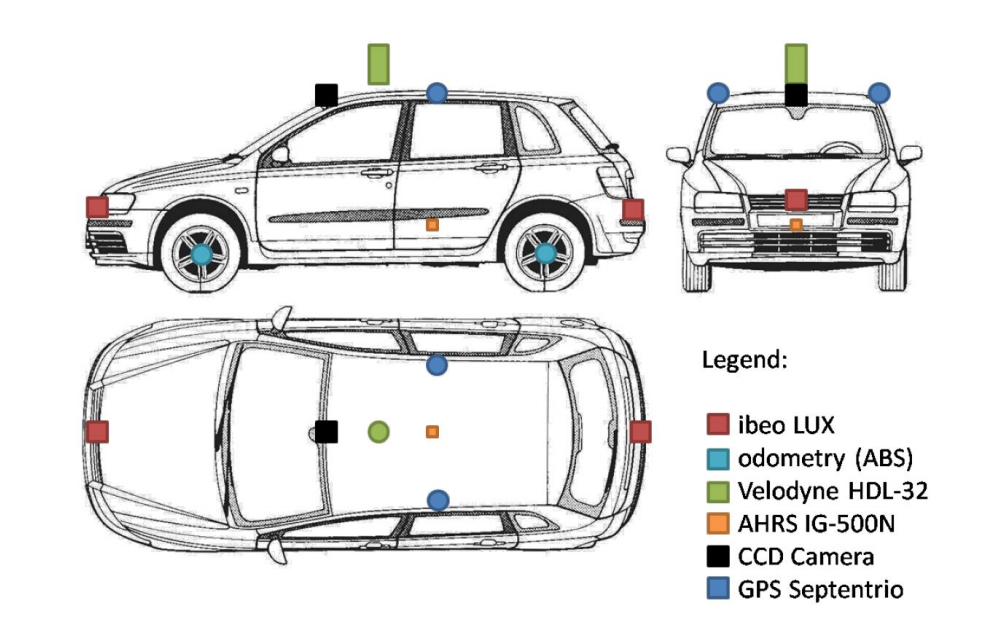 Legend:
ibeo LUX
odometry (ABS)
Velodyne HDL-32
AHRS IG-500N
CCD Camera
GPS Septentrio